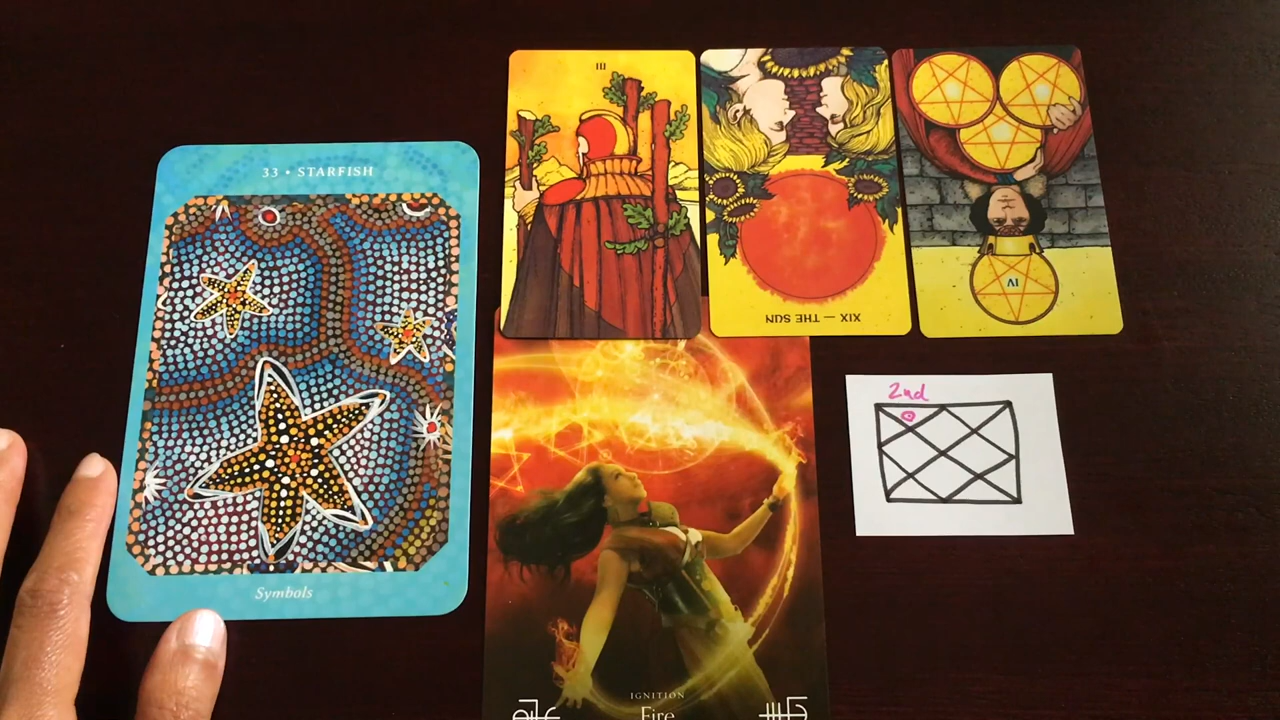 33 • STARFISH
Symbols
III
XIX — THE SUN
IV
2nd
IGNITION
Fire